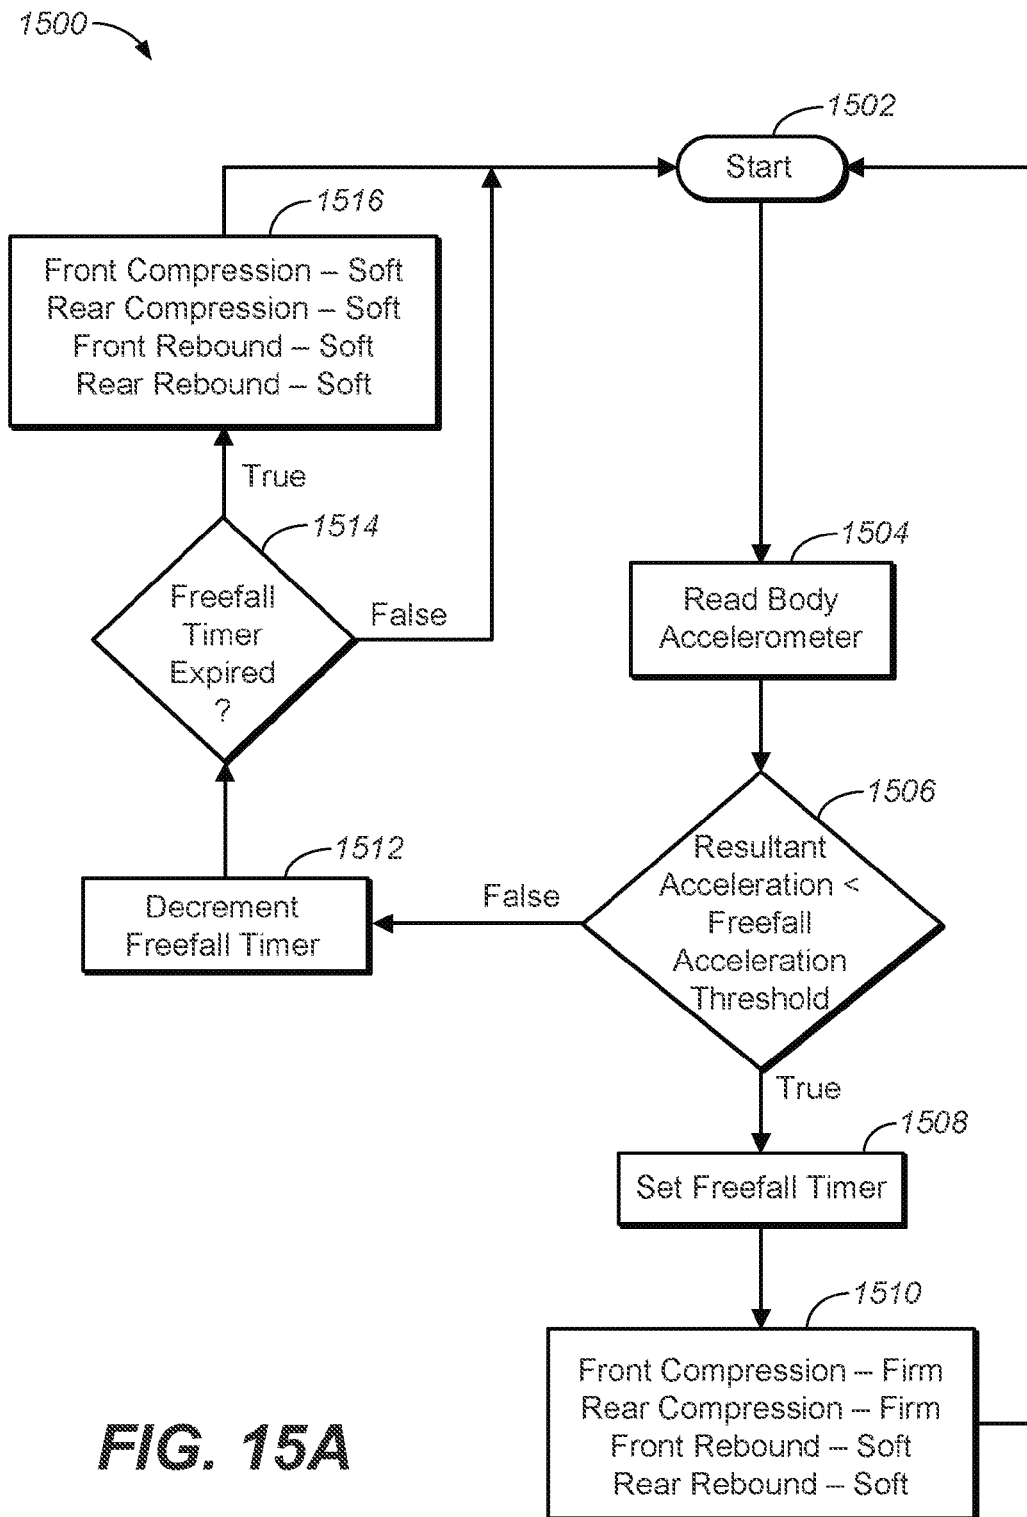 1500
1502
Start
1516
Front Compression – Soft
Rear Compression – Soft
Front Rebound – Soft
Rear Rebound – Soft
True
1514
Freefall
Timer
Expired
?
False
1504
Read Body
Accelerometer
1506
Resultant
Acceleration <
Freefall
Acceleration
Threshold
False
1512
Decrement
Freefall Timer
True
1508
Set Freefall Timer
1510
Front Compression – Firm
Rear Compression – Firm
Front Rebound – Soft
Rear Rebound – Soft
FIG. 15A